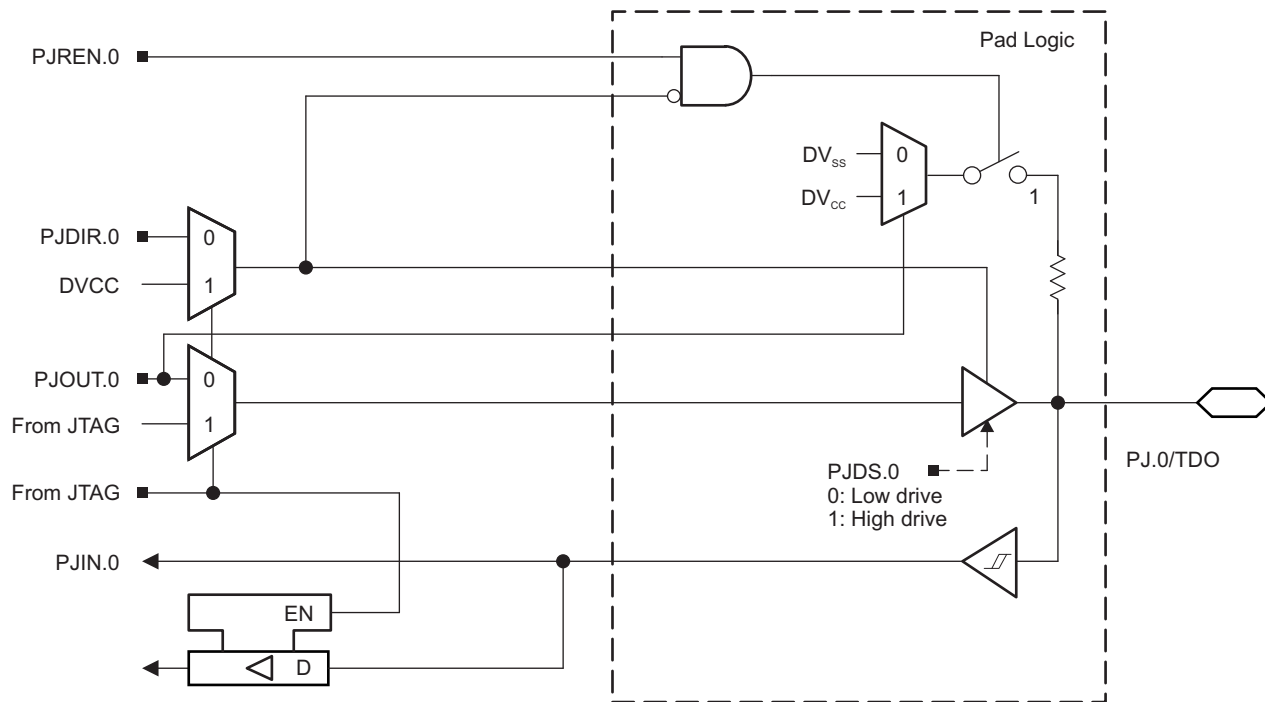 Pad Logic
PJREN.0
DVSS
0
DVCC
1
1
PJDIR.0
0
DVCC
1
PJOUT.0
0
From JTAG
1
PJ.0/TDO
PJDS.0
0: Low drive
1: High drive
From JTAG
PJIN.0
EN
D